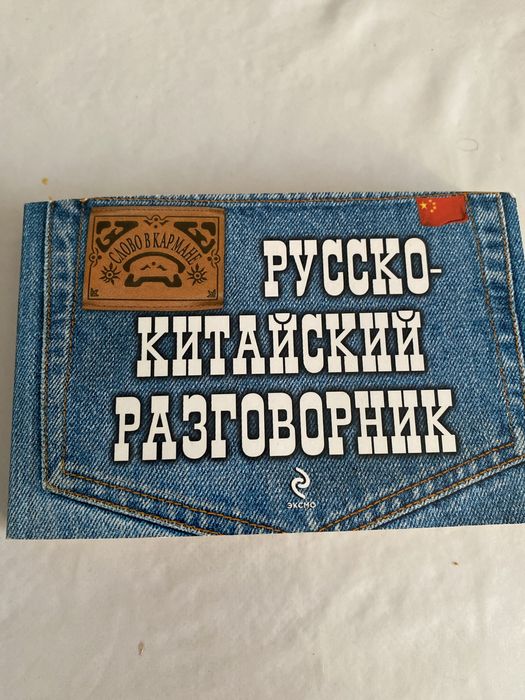 СЛОВО В КАРМАНЕ
РУССКО-
КИТАЙСКИЙ
РАЗГОВОРНИК
ЭКСМО